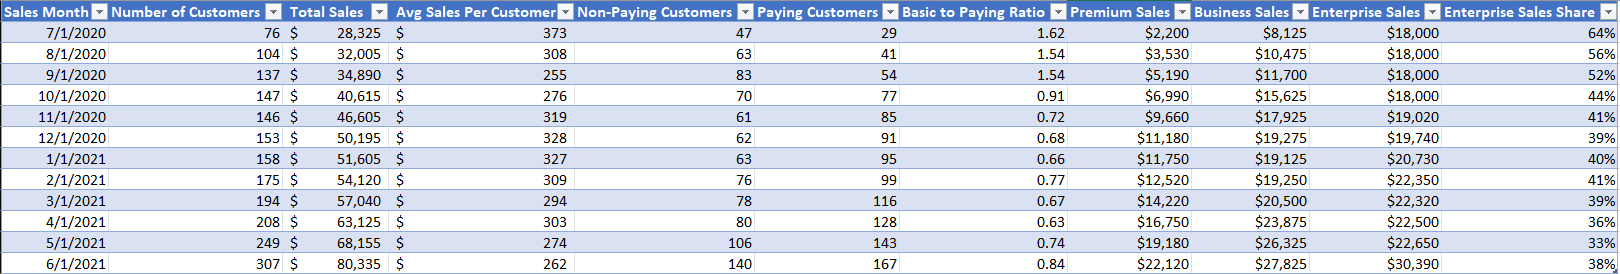 Sales Month Number of Customers Total Sales Avg Sales Per Customer Non-Paying Customers Paying Customers Basic to Paying Ratio Premium Sales Business Sales Enterprise Sales Enterprise Sales Share
7/1/2020 76 $ 28,325 $ 373 47 29 1.62 $2,200 $8,125 $18,000 64%
8/1/2020 104 $ 32,005 $ 308 63 41 1.54 $3,530 $10,475 $18,000 56%
9/1/2020 137 $ 34,890 $ 255 83 54 1.54 $5,190 $11,700 $18,000 52%
10/1/2020 147 $ 40,615 $ 276 70 77 0.91 $6,990 $15,625 $18,000 44%
11/1/2020 146 $ 46,605 $ 319 61 85 0.72 $9,660 $17,925 $19,020 41%
12/1/2020 153 $ 50,195 $ 328 62 91 0.68 $11,180 $19,275 $19,740 39%
1/1/2021 158 $ 51,605 $ 327 63 95 0.66 $11,750 $19,125 $20,730 40%
2/1/2021 175 $ 54,120 $ 309 76 99 0.77 $12,520 $19,250 $22,350 41%
3/1/2021 194 $ 57,040 $ 294 78 116 0.67 $14,220 $20,500 $22,320 39%
4/1/2021 208 $ 63,125 $ 303 80 128 0.63 $16,750 $23,875 $22,500 36%
5/1/2021 249 $ 68,155 $ 274 106 143 0.74 $19,180 $26,325 $22,650 33%
6/1/2021 307 $ 80,335 $ 262 140 167 0.84 $22,120 $27,825 $30,390 38%